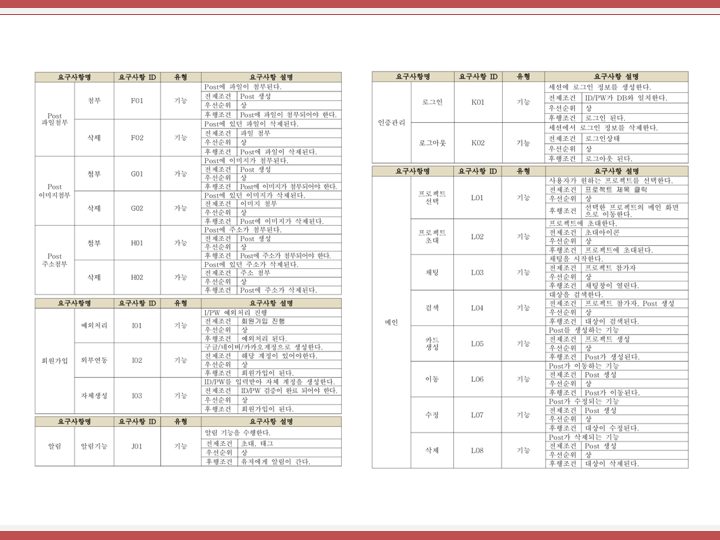 요구사항명 요구사항 ID 유형 요구사항 설명
Post 파일첨부 첨부 F01 기능 Post에 파일이 첨부된다.
전제조건 Post 생성
우선순위 상
후행조건 Post에 파일이 첨부되어야 한다.
삭제 F02 기능 Post에 있던 파일이 삭제된다.
전제조건 파일 첨부
우선순위 상
후행조건 Post에 파일이 삭제된다.
Post 이미지첨부 첨부 G01 가능 Post에 이미지가 첨부된다.
전제조건 Post 생성
우선순위 상
후행조건 Post에 이미지가 첨부되어야 한다.
삭제 G02 가능 Post에 있던 이미지가 삭제된다.
전제조건 이미지 첨부
우선순위 상
후행조건 Post에 이미지가 삭제된다.
Post 주소첨부 첨부 H01 가능 Post에 주소가 첨부된다.
전제조건 Post 생성
우선순위 상
후행조건 Post에 주소가 첨부되어야 한다.
삭제 H02 가능 Post에 있던 주소가 삭제된다.
전제조건 주소 첨부
우선순위 상
후행조건 Post에 주소가 삭제된다.
요구사항명 요구사항 ID 유형 요구사항 설명
회원가입 예외처리 I01 기능 I/PW 예외처리 진행
전제조건 회원가입 진행
우선순위 상
후행조건 예외처리 된다.
외부연동 I02 기능 구글/네이버/카카오계정으로 생성한다.
전제조건 해당 계정이 있어야한다.
우선순위 상
후행조건 회원가입이 된다.
자체생성 I03 기능 ID/PW를 입력받아 자체 계정을 생성한다.
전제조건 ID/PW 검증이 완료 되어야 한다.
우선순위 상
후행조건 회원가입이 된다.
요구사항명 요구사항 ID 유형 요구사항 설명
알림 알림기능 J01 기능 알림 기능을 수행한다.
전제조건 초대, 태그
우선순위 상
후행조건 유저에게 알림이 간다.
요구사항명 요구사항 ID 유형 요구사항 설명
인증관리 로그인 K01 기능 세션에 로그인 정보를 생성한다.
전제조건 ID/PW가 DB와 일치한다.
우선순위 상
후행조건 로그인 된다.
로그아웃 K02 기능 세션에서 로그인 정보를 삭제한다.
전제조건 로그인상태
우선순위 상
후행조건 로그아웃 된다.
요구사항명 요구사항 ID 유형 요구사항 설명
메인 프로젝트 선택 L01 기능 사용자가 원하는 프로젝트를 선택한다.
전제조건 프로젝트 제목 클릭
우선순위 상
후행조건 선택한 프로젝트의 메인 화면
으로 이동한다.
프로젝트 초대 L02 기능 프로젝트에 초대한다.
전제조건 초대아이콘
우선순위 상
후행조건 프로젝트에 초대된다.
채팅 L03 기능 채팅을 시작한다.
전제조건 프로젝트 참가자
우선순위 상
후행조건 채팅창이 열린다.
검색 L04 기능 대상을 검색한다.
전제조건 프로젝트 참가자, Post 생성
우선순위 상
후행조건 대상이 검색된다.
카드 생성 L05 기능 Post를 생성하는 기능
전제조건 프로젝트 생성
우선순위 상
후행조건 Post가 생성된다.
이동 L06 기능 Post가 이동하는 기능
전제조건 Post 생성
우선순위 상
후행조건 Post가 이동된다.
수정 L07 기능 Post가 수정되는 기능
전제조건 Post 생성
우선순위 상
후행조건 대상이 수정된다.
삭제 L08 기능 Post가 삭제되는 기능
전제조건 Post 생성
우선순위 상
후행조건 대상이 삭제된다.